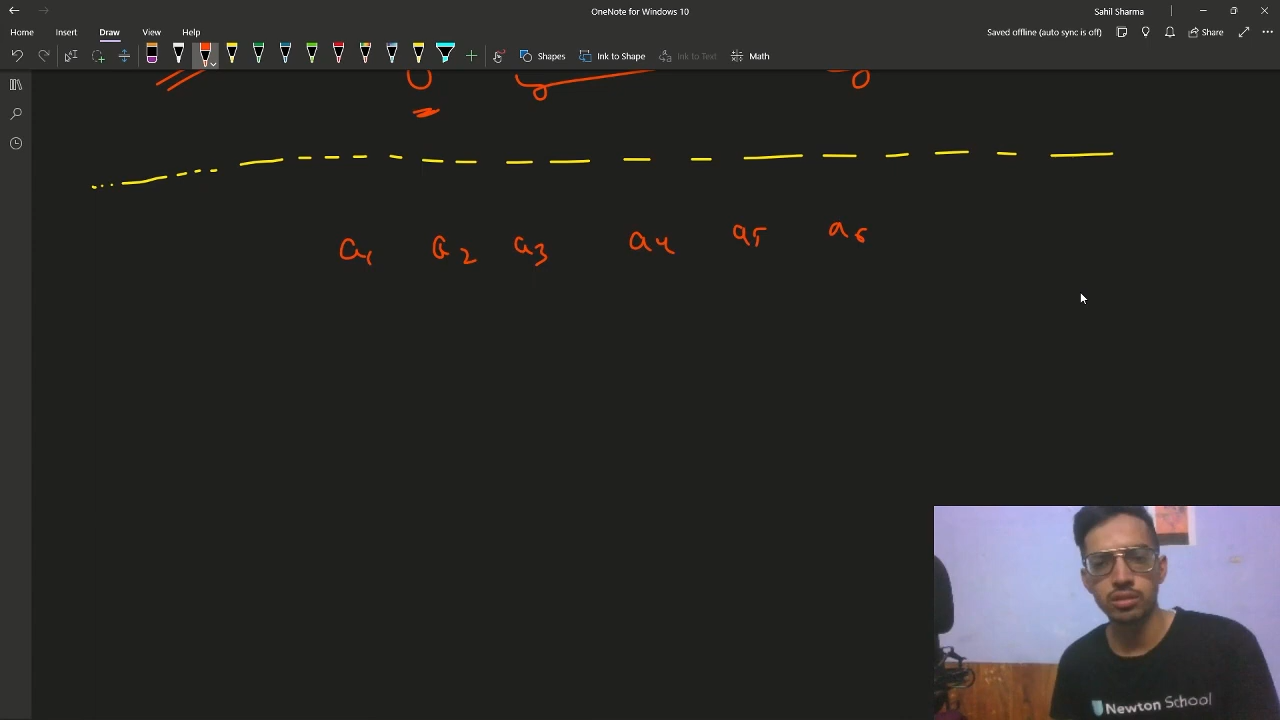 OneNote for Windows 10
Sahil Sharma
Home Insert Draw View Help
Saved offline (auto sync is off)
Share
Shapes
Ink to Shape
Ink to Text
Math
a1 a2 a3 a4 a5 a6
Newton School